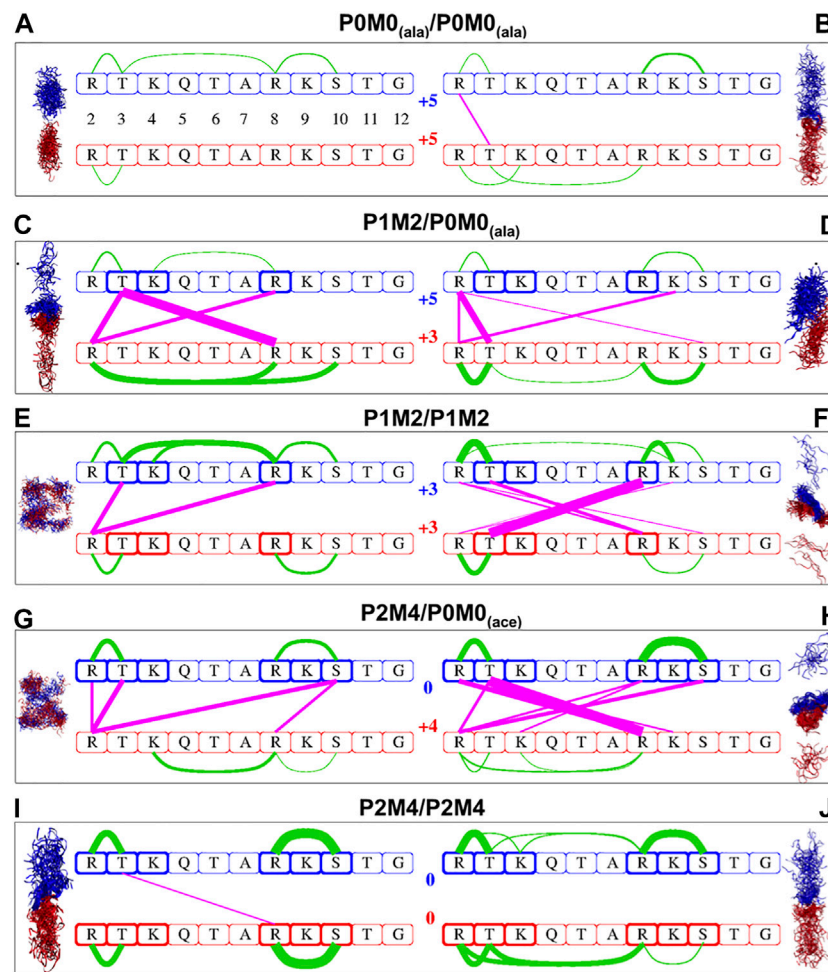 A P0M0(ala)/P0M0(ala) B
R T K Q T A R K S T G +5 R T K Q T A R K S T G
2 3 4 5 6 7 8 9 10 11 12
R T K Q T A R K S T G +5 R T K Q T A R K S T G
C P1M2/P0M0(ala) D
R T K Q T A R K S T G +5 R T K Q T A R K S T G
R T K Q T A R K S T G +3 R T K Q T A R K S T G
E P1M2/P1M2 F
R T K Q T A R K S T G +3 R T K Q T A R K S T G
R T K Q T A R K S T G +3 R T K Q T A R K S T G
G P2M4/P0M0(ace) H
R T K Q T A R K S T G 0 R T K Q T A R K S T G
R T K Q T A R K S T G +4 R T K Q T A R K S T G
I P2M4/P2M4 J
R T K Q T A R K S T G 0 R T K Q T A R K S T G
R T K Q T A R K S T G 0 R T K Q T A R K S T G